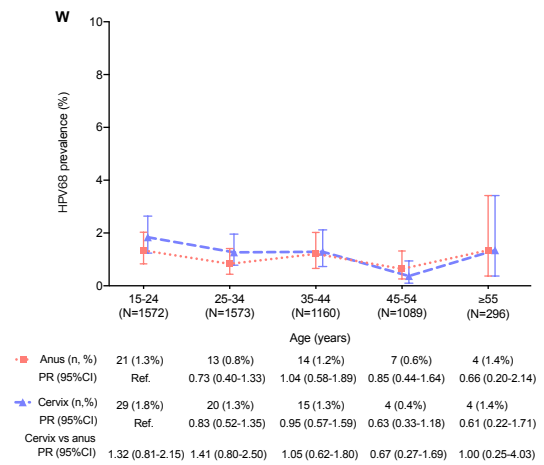 W
HPV68 prevalence (%)
10
8
6
4
2
0
15-24 25-34 35-44 45-54 ≥55
(N=1572) (N=1573) (N=1160) (N=1089) (N=296)
Age (years)
Anus (n, %) 21 (1.3%) 13 (0.8%) 14 (1.2%) 7 (0.6%) 4 (1.4%)
PR (95%CI) Ref. 0.73 (0.40-1.33) 1.04 (0.58-1.89) 0.85 (0.44-1.64) 0.66 (0.20-2.14)
Cervix (n,%) 29 (1.8%) 20 (1.3%) 15 (1.3%) 4 (0.4%) 4 (1.4%)
PR (95%CI) Ref. 0.83 (0.52-1.35) 0.95 (0.57-1.59) 0.63 (0.33-1.18) 0.61 (0.22-1.71)
Cervix vs anus
PR (95%CI) 1.32 (0.81-2.15) 1.41 (0.80-2.50) 1.05 (0.62-1.80) 0.67 (0.27-1.69) 1.00 (0.25-4.03)